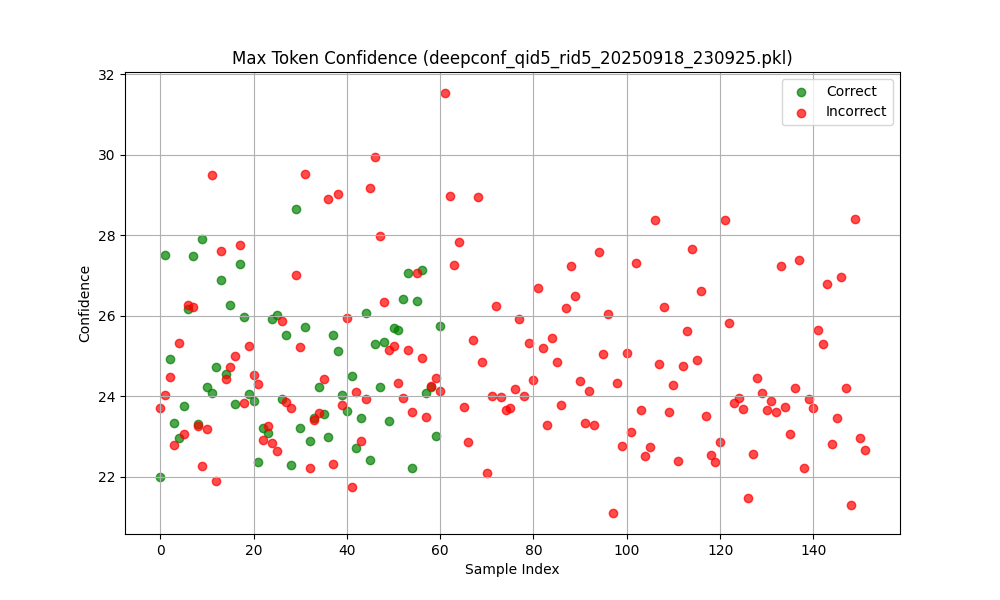 Max Token Confidence (deepconf_qid5_rid5_20250918_230925.pkl)
Correct
Incorrect
32
30
28
26
24
22
Confidence
0 20 40 60 80 100 120 140
Sample Index